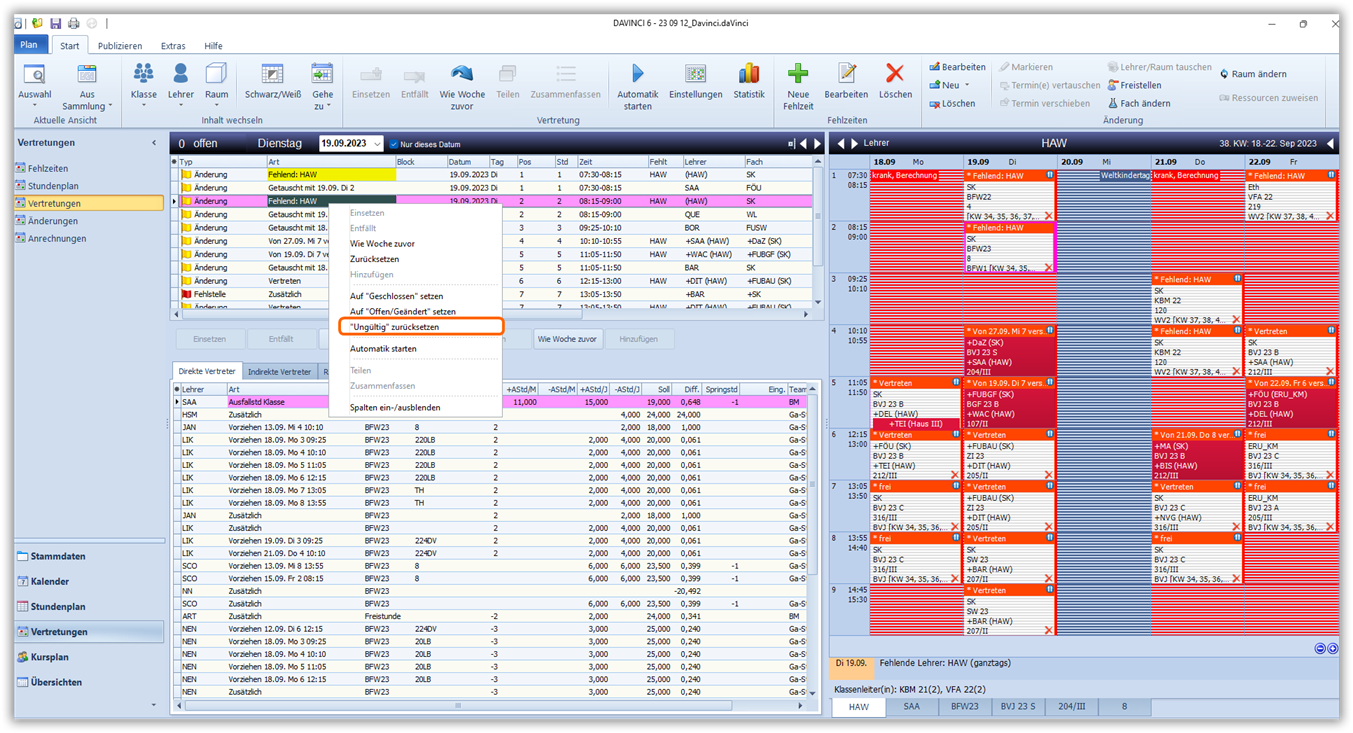 DAVINCI 6 - 23 09 12_Davinci.daVinci
Plan Start Publizieren Extras Hilfe
Auswahl
Aus Sammlung
Klasse
Lehrer
Raum
Schwarz/Weiß
Gehe zu
Einsetzen
Entfällt
Wie Woche zuvor
Teilen
Zusammenfassen
Automatik starten
Einstellungen
Statistik
Neue Fehlzeit
Bearbeiten
Löschen
Bearbeiten
Neu
Löschen
Markieren
Termin(e) vertauschen
Termin verschieben
Lehrer/Raum tauschen
Freistellen
Fach ändern
Raum ändern
Ressourcen zuweisen
Aktuelle Ansicht
Inhalt wechseln
Vertretung
Fehlzeiten
Änderung
Vertretungen
Fehlzeiten
Stundenplan
Vertretungen
Änderungen
Anrechnungen
Stammdaten
Kalender
Stundenplan
Vertretungen
Kursplan
Übersichten
0 offen Dienstag 19.09.2023 Nur dieses Datum
Typ Art Block Datum Tag Pos Std Zeit Fehlt Lehrer Fach
Änderung Fehlend: HAW 19.09.2023 Di 1 1 07:30-08:15 HAW (HAW) SK
Änderung Getauscht mit 19.09. Di 2 19.09.2023 Di 1 1 07:30-08:15 SAA FÖU
Änderung Fehlend: HAW 19.09.2023 Di 2 2 08:15-09:00 HAW (HAW) SK
Änderung Getauscht mit 19. 2 2 08:15-09:00 QUE WL
Änderung Getauscht mit 18. 3 3 09:25-10:10 BOR FUSW
Änderung Von 27.09. Mi 7 v 4 4 10:10-10:55 HAW +SAA (HAW) +DaZ (SK)
Änderung Von 19.09. Di 7 v 5 5 11:05-11:50 HAW +WAC (HAW) +FUBGF (SK)
Änderung Getauscht mit 18. 5 5 11:05-11:50 BAR SK
Änderung Vertreten 6 6 12:15-13:00 HAW +DIT (HAW) +FUBAU (SK)
Fehlstelle Zusätzlich 7 7 13:05-13:50 +BAR +SK
Änderung Vertreten 7 7 13:05-13:50 HAW +DIT (HAW) +FUBAU (SK)
Einsetzen
Entfällt
Wie Woche zuvor
Zurücksetzen
Hinzufügen
Auf "Geschlossen" setzen
Auf "Offen/Geändert" setzen
"Ungültig" zurücksetzen
Automatik starten
Teilen
Zusammenfassen
Spalten ein-/ausblenden
Einsetzen Entfällt Wie Woche zuvor Hinzufügen
Direkte Vertreter Indirekte Vertreter
Lehrer Art +AStd/M -AStd/M +AStd/J -AStd/J Soll Diff. Springstd Eing. Team
SAA Ausfallstd Klasse 11,000 15,000 19,000 0,648 -1 BM
HSM Zusätzlich 4,000 24,000 24,000 Ga-S
JAN Vorziehen 13.09. Mi 4 10:10 BFW23 8 2 2,000 18,000 1,000 Ga-S
LIK Vorziehen 18.09. Mo 3 09:25 BFW23 220LB 2 2,000 4,000 20,000 0,061 Ga-S
LIK Vorziehen 18.09. Mo 4 10:10 BFW23 220LB 2 2,000 4,000 20,000 0,061 Ga-S
LIK Vorziehen 18.09. Mo 5 11:05 BFW23 220LB 2 2,000 4,000 20,000 0,061 Ga-S
LIK Vorziehen 18.09. Mo 6 12:15 BFW23 220LB 2 2,000 4,000 20,000 0,061 Ga-S
LIK Vorziehen 18.09. Mo 7 13:05 BFW23 TH 2 2,000 4,000 20,000 0,061 Ga-S
LIK Vorziehen 18.09. Mo 8 13:55 BFW23 TH 2 2,000 4,000 20,000 0,061 Ga-S
JAN Zusätzlich BFW23 2 2,000 18,000 1,000 Ga-S
LIK Zusätzlich BFW23 2 2,000 4,000 20,000 0,061 Ga-S
LIK Vorziehen 19.09. Di 3 09:25 BFW23 224DV 2 2,000 4,000 20,000 0,061 Ga-S
LIK Vorziehen 21.09. Do 4 10:10 BFW23 224DV 2 2,000 4,000 20,000 0,061 Ga-S
SCO Vorziehen 13.09. Mi 8 13:55 BFW23 8 6,000 6,000 23,500 0,399 -1 Ga-S
SCO Vorziehen 15.09. Fr 2 08:15 BFW23 8 6,000 6,000 23,500 0,399 -1 Ga-S
NN Zusätzlich BFW23 -20,492
SCO Zusätzlich BFW23 6,000 6,000 23,500 0,399 -1 Ga-S
ART Zusätzlich Freistunde -2 2,000 24,000 0,341 BM
NEN Vorziehen 12.09. Di 6 12:15 BFW23 224DV -3 3,000 25,000 0,240 Ga-S
NEN Vorziehen 18.09. Mo 3 09:25 BFW23 20LB -3 3,000 25,000 0,240 Ga-S
NEN Vorziehen 18.09. Mo 4 10:10 BFW23 20LB -3 3,000 25,000 0,240 Ga-S
NEN Vorziehen 18.09. Mo 5 11:05 BFW23 20LB -3 3,000 25,000 0,240 Ga-S
NEN Vorziehen 18.09. Mo 6 12:15 BFW23 20LB -3 3,000 25,000 0,240 Ga-S
NEN Zusätzlich BFW23 -3 3,000 25,000 0,240 Ga-S
Lehrer HAW 38. KW: 18.-22. Sep 2023
18.09 Mo 19.09 Di 20.09 Mi 21.09 Do 22.09 Fr
1 07:30 08:15
krank, Berechnung
* Fehlend: HAW
SK
BFW22
4
[KW 34, 35, 36, 37,
Weltkindertag
krank, Berechnung
* Fehlend: HAW
Eth
VFA 22
219
WV2 [KW 37, 38, 4...
2 08:15 09:00
* Fehlend: HAW
SK
BFW23
8
BFW1 [KW 34, 35,
3 09:25 10:10
* Fehlend: HAW
SK
KBM 22
120
WV2 [KW 37, 38, 4...
4 10:10 10:55
* Von 27.09. Mi 7 vers.
+DaZ (SK)
BVJ 23 S
+SAA (HAW)
204/III
* Fehlend: HAW
SK
KBM 22
120
WV2 [KW 37, 38, 4...
* Vertreten
SK
BVJ 23 B
+SAA (HAW)
212/III
5 11:05 11:50
* Vertreten
SK
BVJ 23 B
+DEL (HAW)
+TEI (Haus III)
* Von 19.09. Di 7 vers.
+FUBGF (SK)
BGF 23 B
+WAC (HAW)
107/II
* Von 22.09. Fr 6 vers.
+FÖU (ERU_KM)
BVJ 23 B
+DEL (HAW)
212/III
6 12:15 13:00
* Vertreten
+FÖU (SK)
BVJ 23 B
+TEI (HAW)
212/III
* Vertreten
+FUBAU (SK)
ZI 23
+DIT (HAW)
205/II
* Von 21.09. Do 8 ver.
+MA (SK)
BVJ 23 B
+BIS (HAW)
212/III
* frei
ERU_KM
BVJ 23 C
316/III
BVJ [KW 34, 35, 36,
7 13:05 13:50
* frei
SK
BVJ 23 C
316/III
BVJ [KW 34, 35, 36,...
* Vertreten
+FUBAU (SK)
ZI 23
+DIT (HAW)
205/II
* Vertreten
SK
BVJ 23 C
+NVG (HAW)
316/III
* frei
ERU_KM
BVJ 23 A
205/III
BVJ [KW 34, 35, 36,
8 13:55 14:40
* frei
SK
BVJ 23 C
316/III
BVJ [KW 34, 35, 36,...
* Vertreten
SK
SW 23
+BAR (HAW)
207/II
* frei
SK
BVJ 23 C
316/III
BVJ [KW 34, 35, 36,...
9 14:45 15:30
* Vertreten
SK
SW 23
+BAR (HAW)
207/II
Di 19.09. Fehlende Lehrer: HAW (ganztags)
Klassenleiter(in): KBM 21(2), VFA 22(2)
HAW SAA BFW23 BVJ 23 S 204/III 8